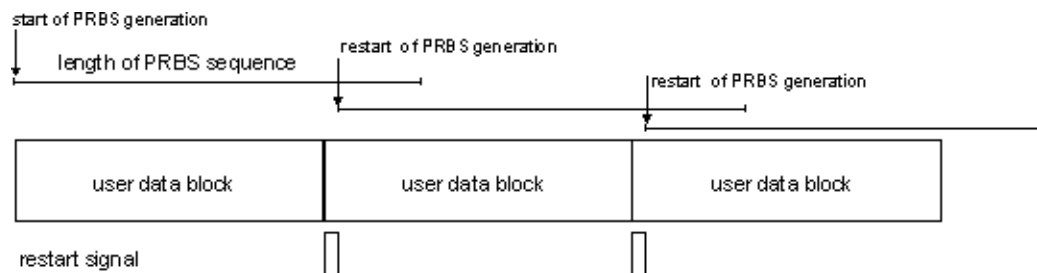 start of PRBS generation
restart of PRBS generation
length of PRBS sequence
restart of PRBS generation
user data block
user data block
user data block
restart signal